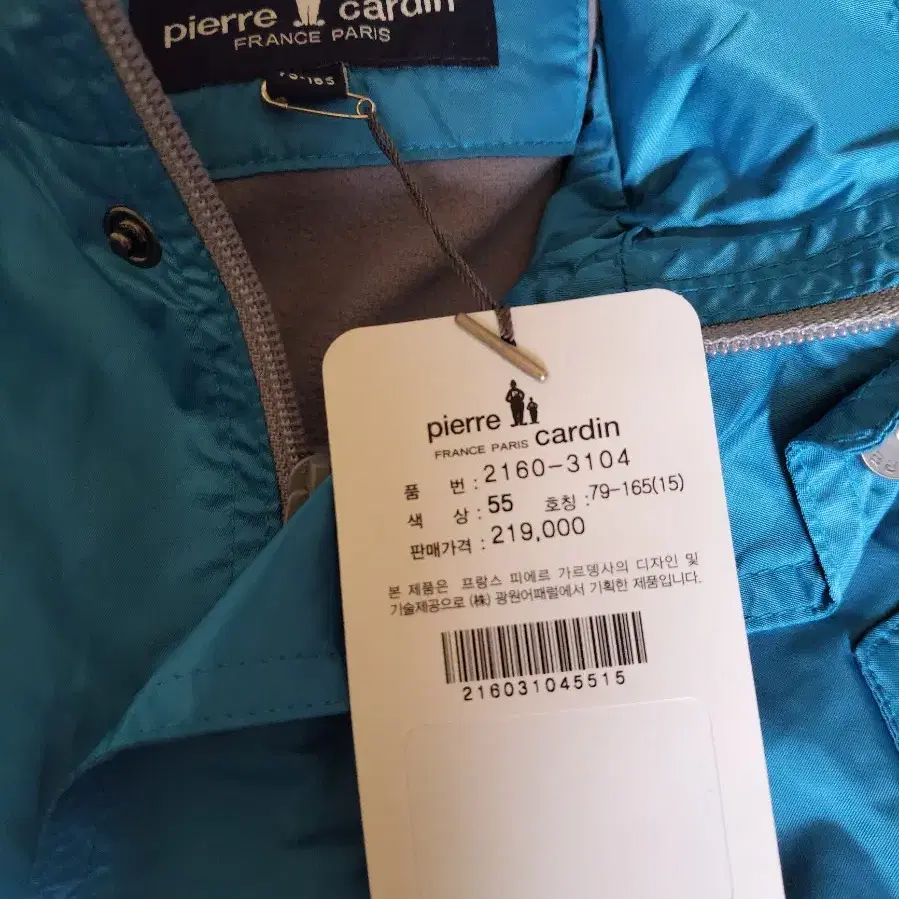 pierre cardin
FRANCE PARIS
pierre cardin
FRANCE PARIS
품 번 : 2160-3104
색 상 : 55 호칭 : 79-165(15)
판매가격 : 219,000
본 제품은 프랑스 피에르 가르뎅사의 디자인 및
기술제공으로 (株) 광원어패럴에서 기획한 제품입니다.
216031045515